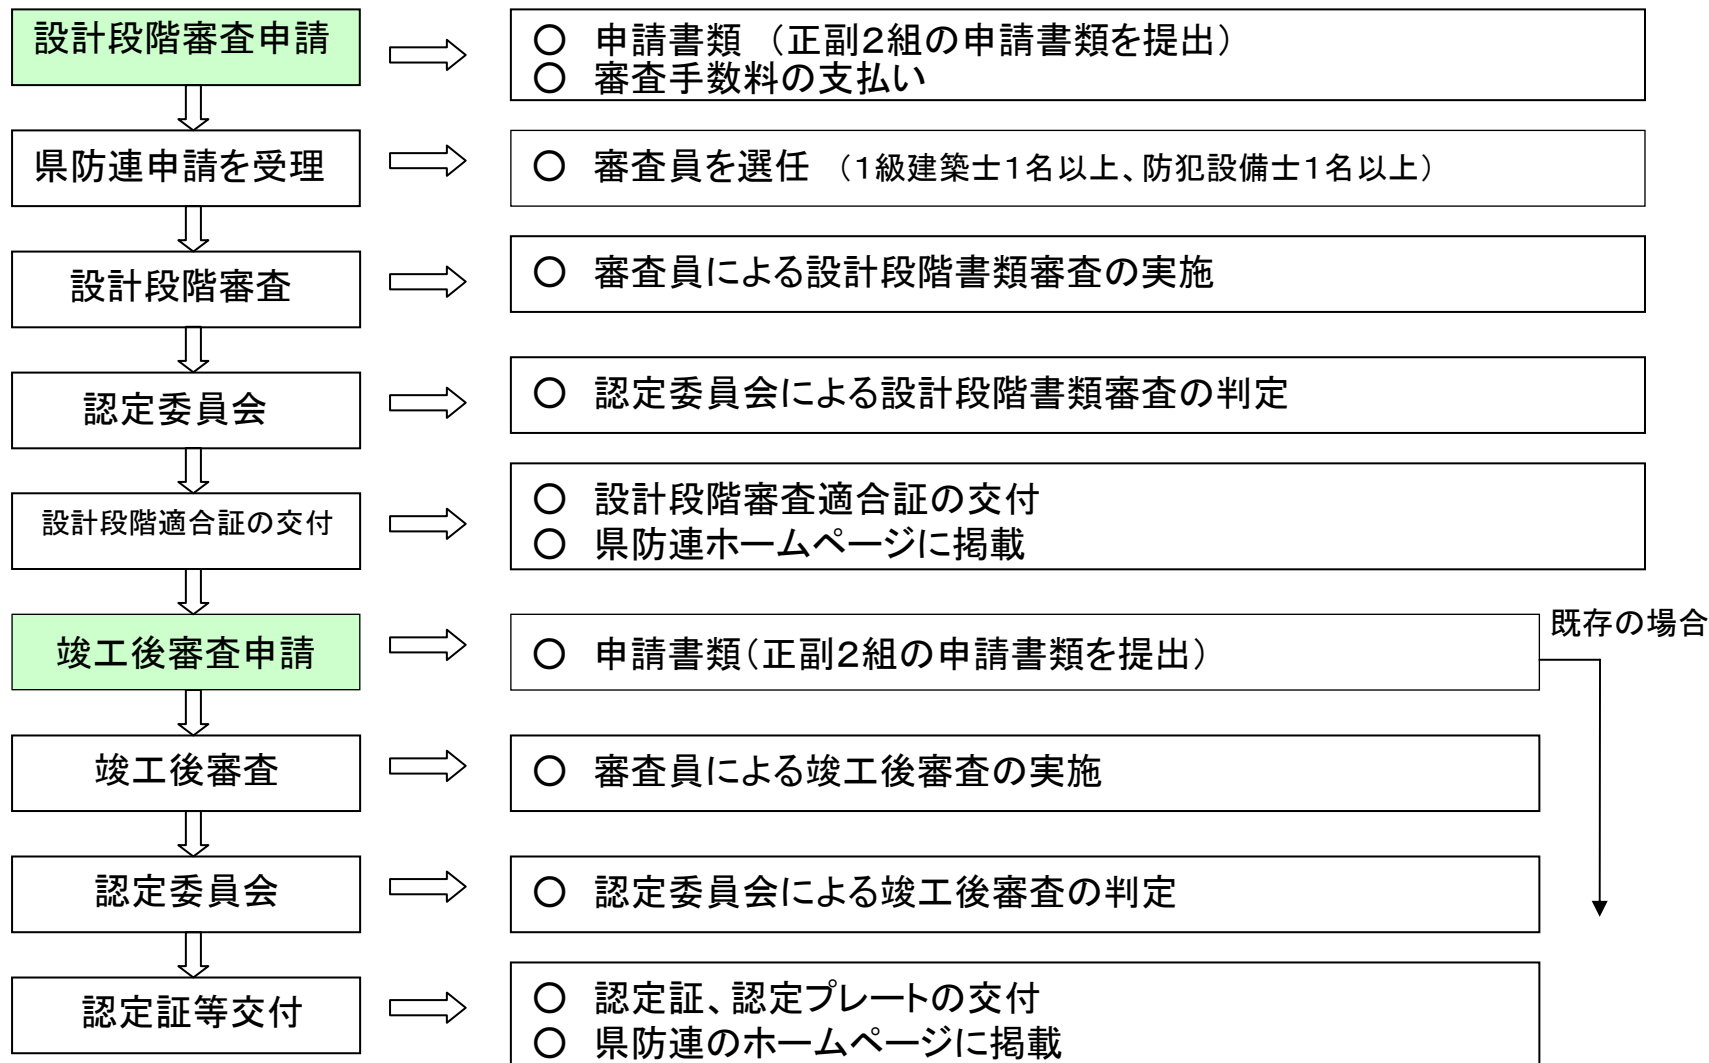 設計段階審査申請
○ 申請書類 (正副2組の申請書類を提出)
○ 審査手数料の支払い
県防連申請を受理
○ 審査員を選任 (1級建築士1名以上、防犯設備士1名以上)
設計段階審査
○ 審査員による設計段階書類審査の実施
認定委員会
○ 認定委員会による設計段階書類審査の判定
設計段階適合証の交付
○ 設計段階審査適合証の交付
○ 県防連ホームページに掲載
竣工後審査申請
○ 申請書類(正副2組の申請書類を提出)
既存の場合
竣工後審査
○ 審査員による竣工後審査の実施
認定委員会
○ 認定委員会による竣工後審査の判定
認定証等交付
○ 認定証、認定プレートの交付
○ 県防連のホームページに掲載